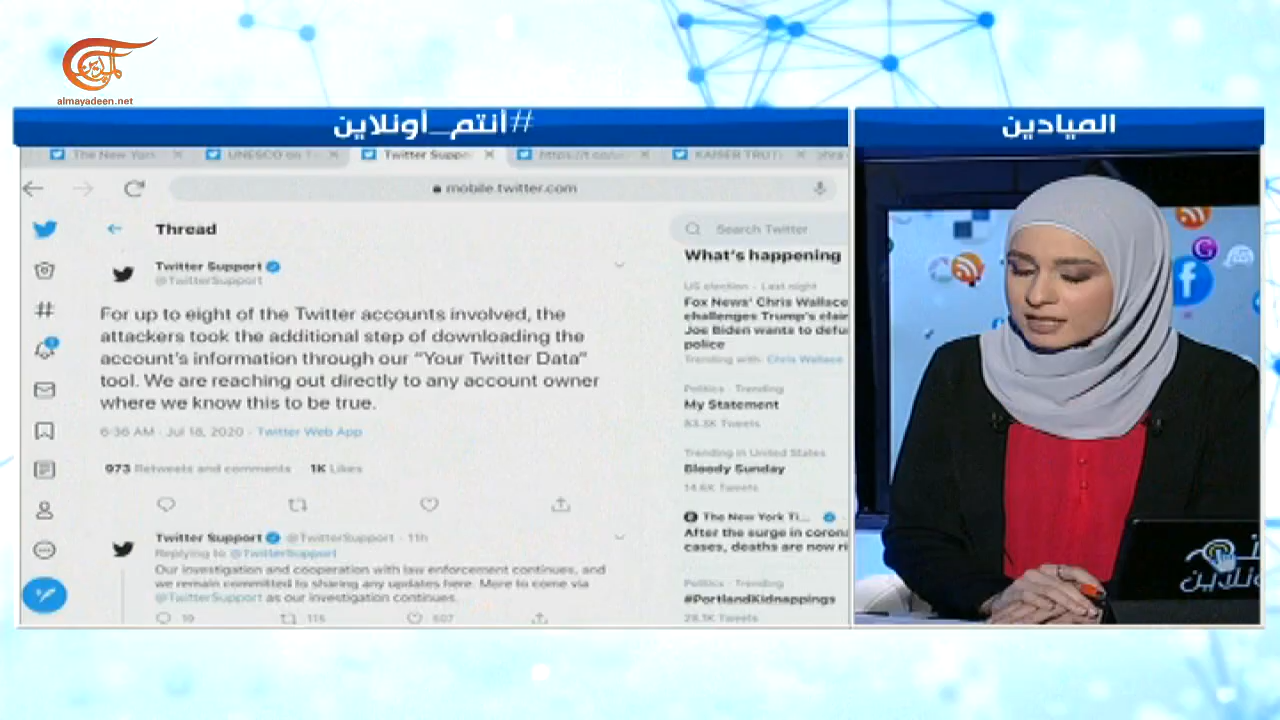 الميادين
almayadeen.net
#أنتم_أونلاين
الميادين
The New York
UNESCO on T
Twitter Suppo
https://t.co/
KAISER TRUT
mobile.twitter.com
Thread
Search Twitter
Twitter Support
@TwitterSupport
For up to eight of the Twitter accounts involved, the
attackers took the additional step of downloading the
account's information through our “Your Twitter Data”
tool. We are reaching out directly to any account owner
where we know this to be true.
6:36 AM · Jul 18, 2020 · Twitter Web App
973 Retweets and comments 1K Likes
Twitter Support @TwitterSupport · 11h
Replying to @TwitterSupport
Our investigation and cooperation with law enforcement continues, and
we remain committed to sharing any updates here. More to come via
@TwitterSupport as our investigation continues.
19 115 607
What's happening
US election · Last night
Fox News' Chris Wallace
challenges Trump's clai
Joe Biden wants to defu
police
Trending with Chris Wallace
Politics · Trending
My Statement
83.3K Tweets
Trending in United States
Bloody Sunday
14.6K Tweets
The New York Ti...
After the surge in corona
cases, deaths are now ri
Politics · Trending
#PortlandKidnappings
28.1K Tweets